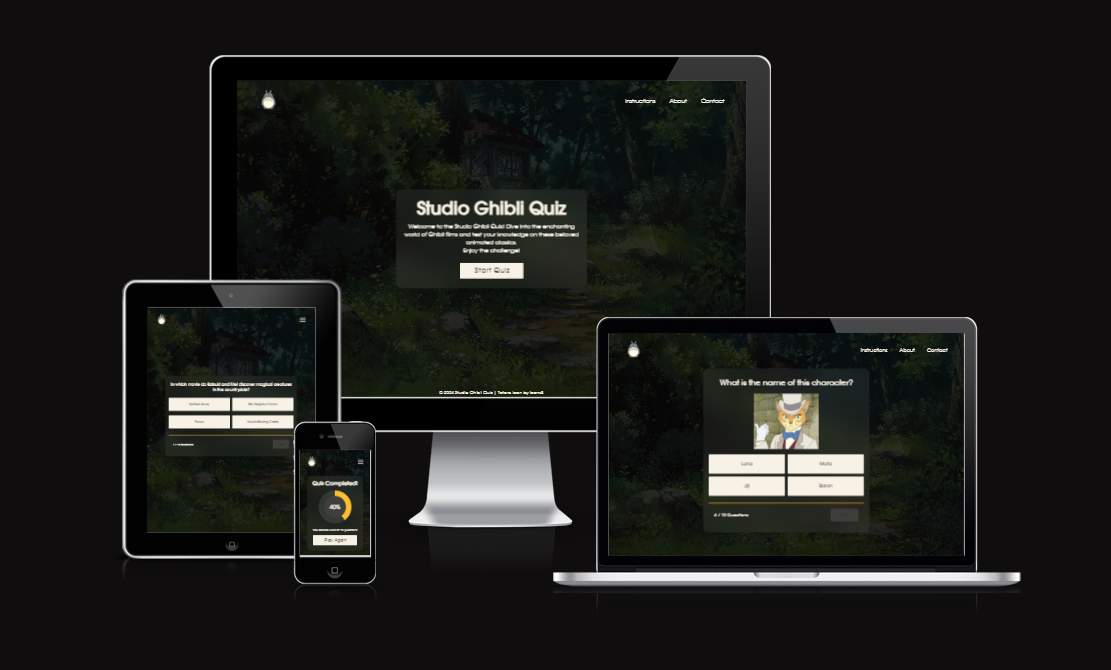 Instructions About Contact
Studio Ghibli Quiz
Welcome to the Studio Ghibli Quiz! Dive into the enchanting
world of Ghibli films and test your knowledge on these beloved
animated classics.
Enjoy the challenge!
Start Quiz
© 2024 Studio Ghibli Quiz | Totoro icon by Icons8
In which movie do Satsuki and Mei discover magical creatures
in the countryside?
Spirited Away
My Neighbor Totoro
Ponyo
Howl's Moving Castle
1 / 10 Questions
Quiz Completed!
40%
Play Again
Instructions About Contact
What is the name of this character?
Luna
Muta
Jiji
Baron
4 / 10 Questions